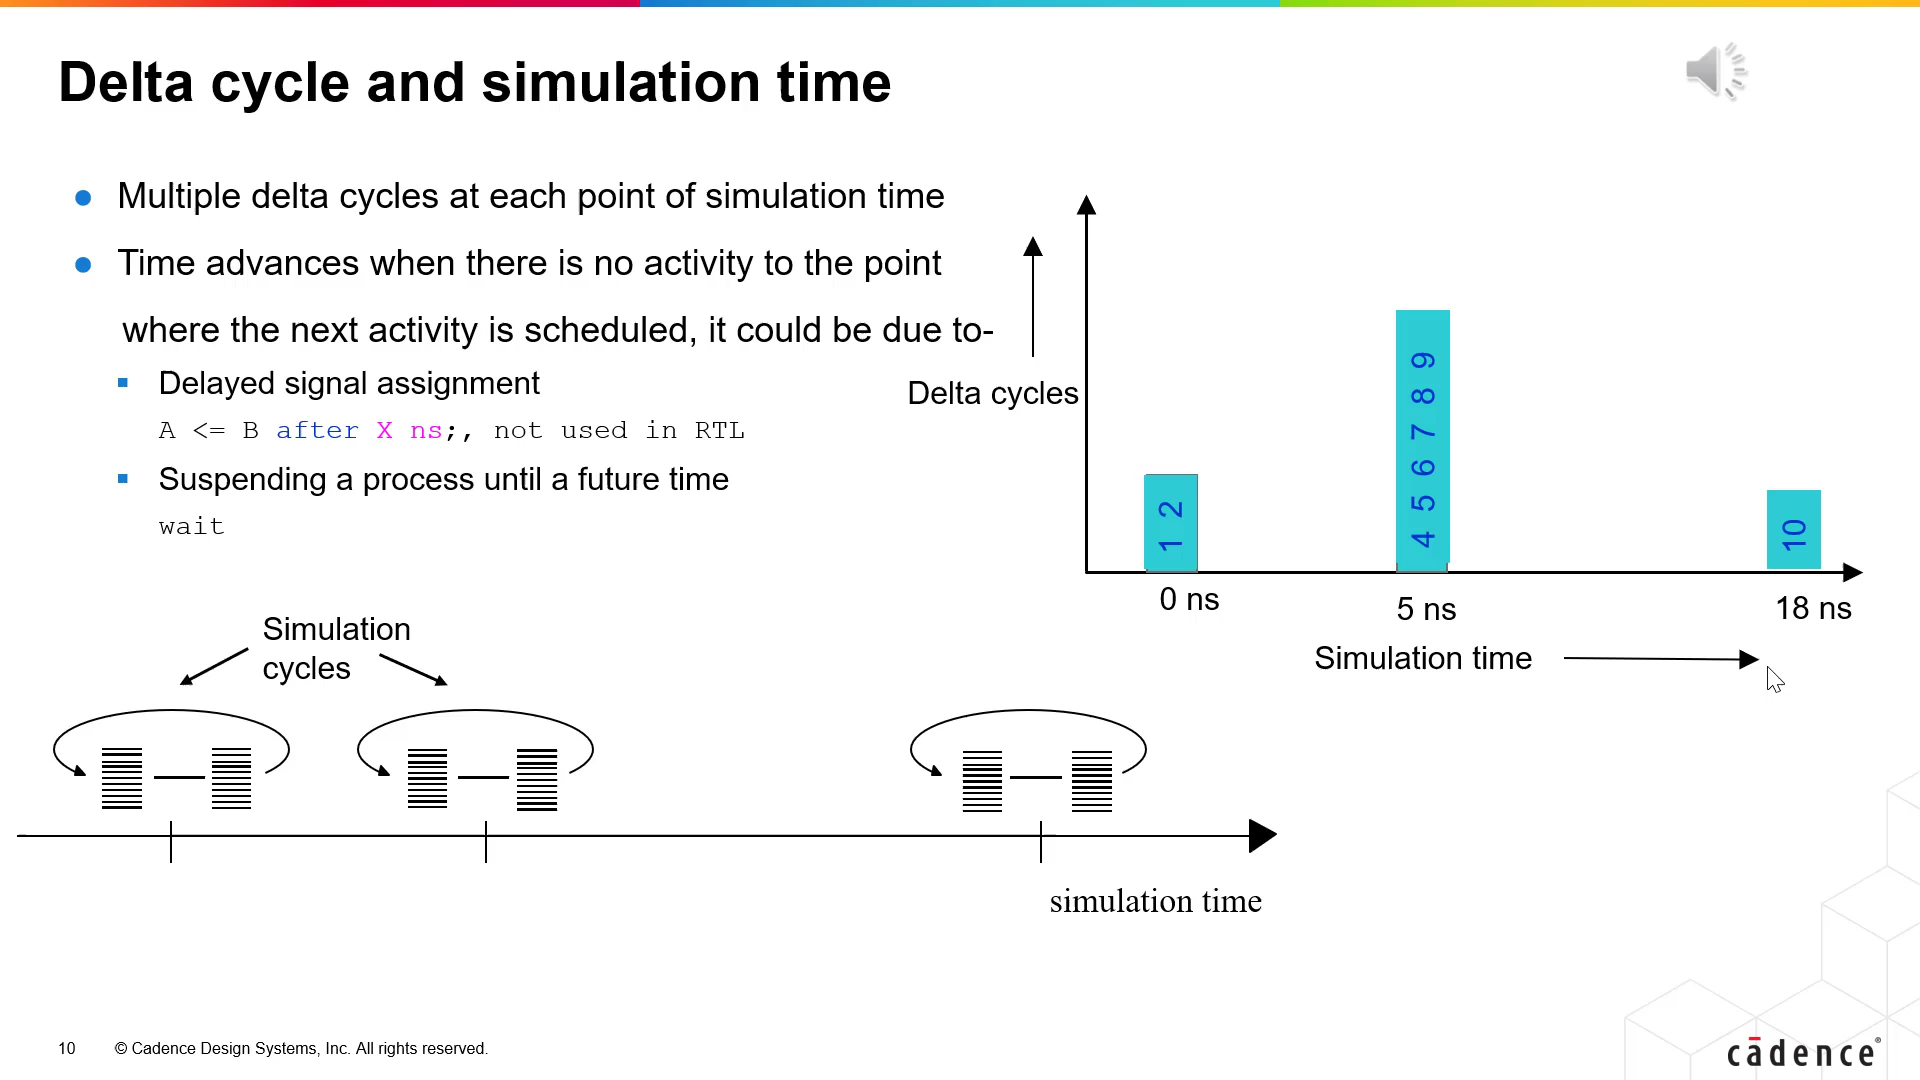 Delta cycle and simulation time
Multiple delta cycles at each point of simulation time
Time advances when there is no activity to the point
where the next activity is scheduled, it could be due to-
Delayed signal assignment
A <= B after X ns;, not used in RTL
Suspending a process until a future time
wait
Delta cycles
1 2
4 5 6 7 8 9
10
0 ns
5 ns
18 ns
Simulation time
Simulation
cycles
simulation time
10
© Cadence Design Systems, Inc. All rights reserved.
cādence®